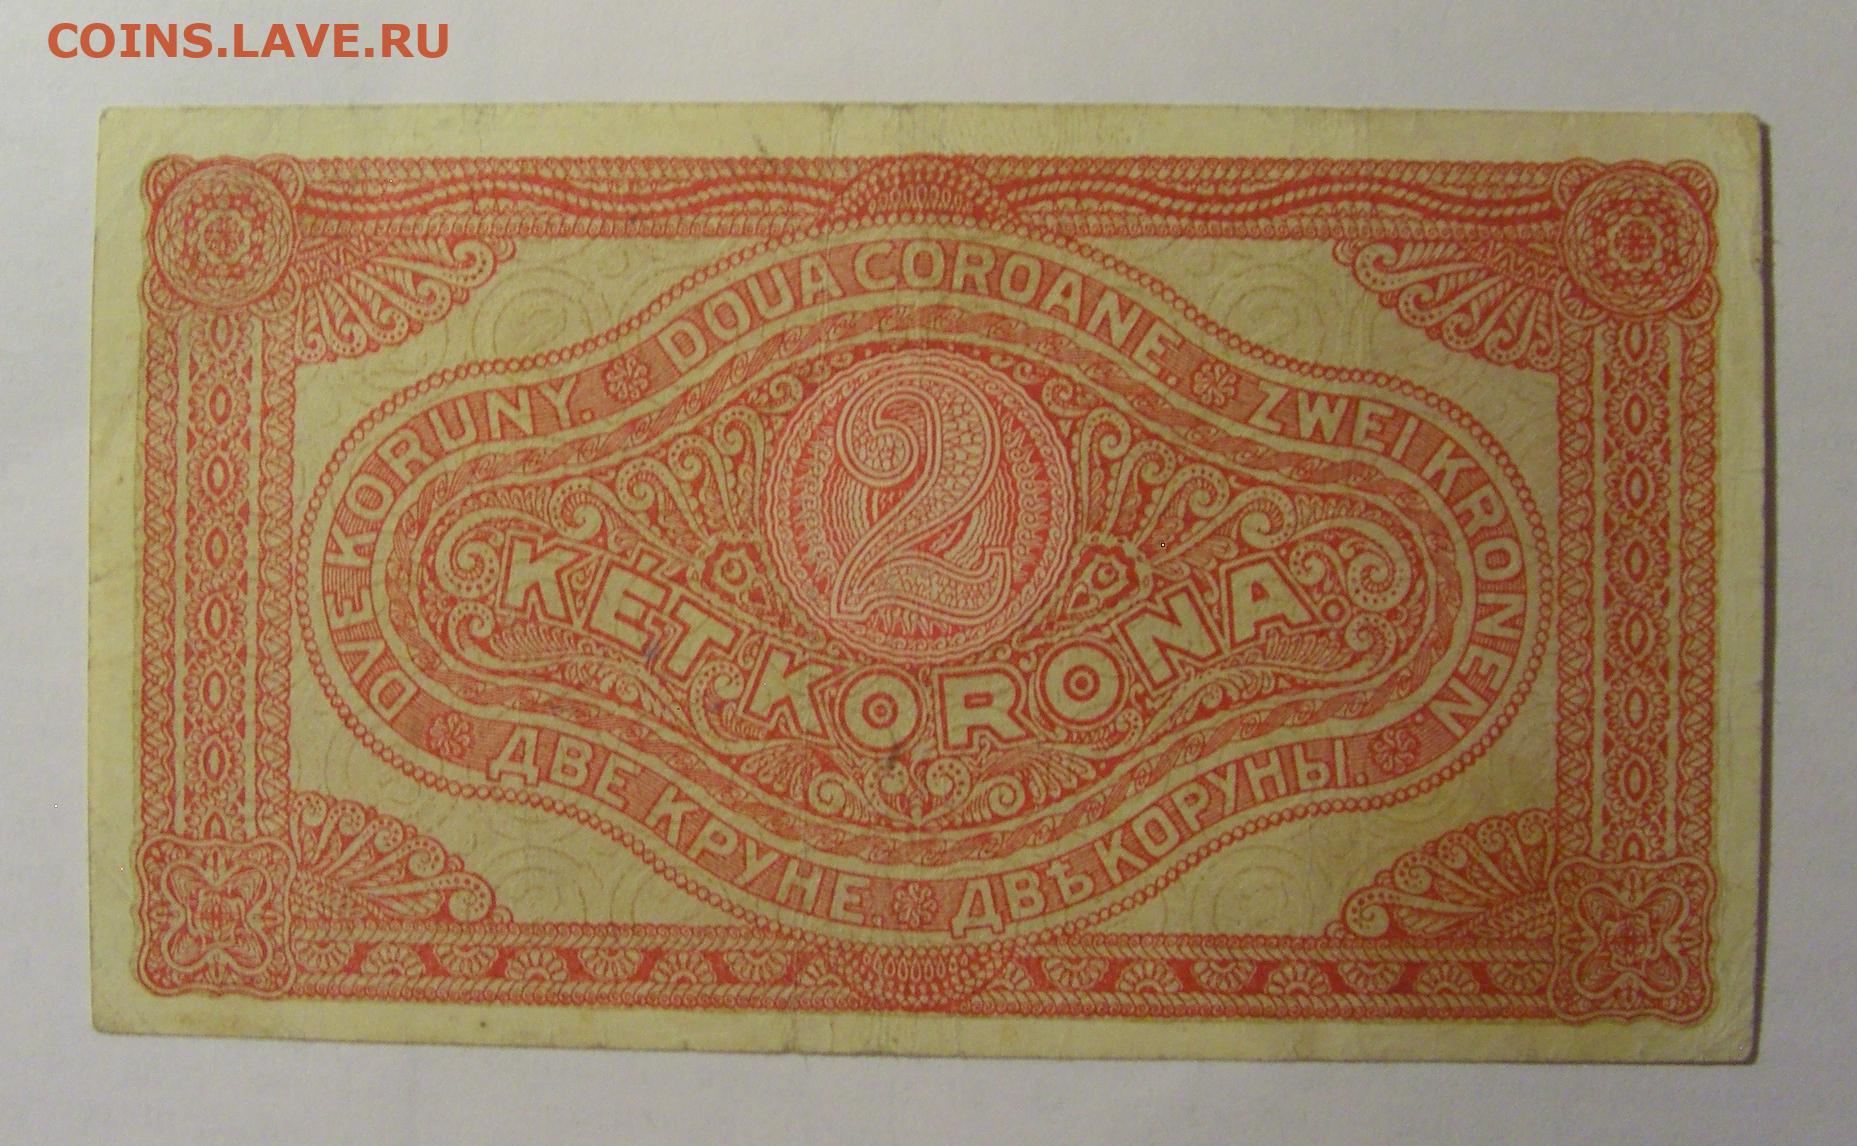 COINS.LAVE.RU
DVE KORUNY.
DOUA COROANE.
ZWEI KRONEN.
2
KÉT KORONA.
ДВЕ КРУНЕ.
ДВѢ КОРУНЫ.